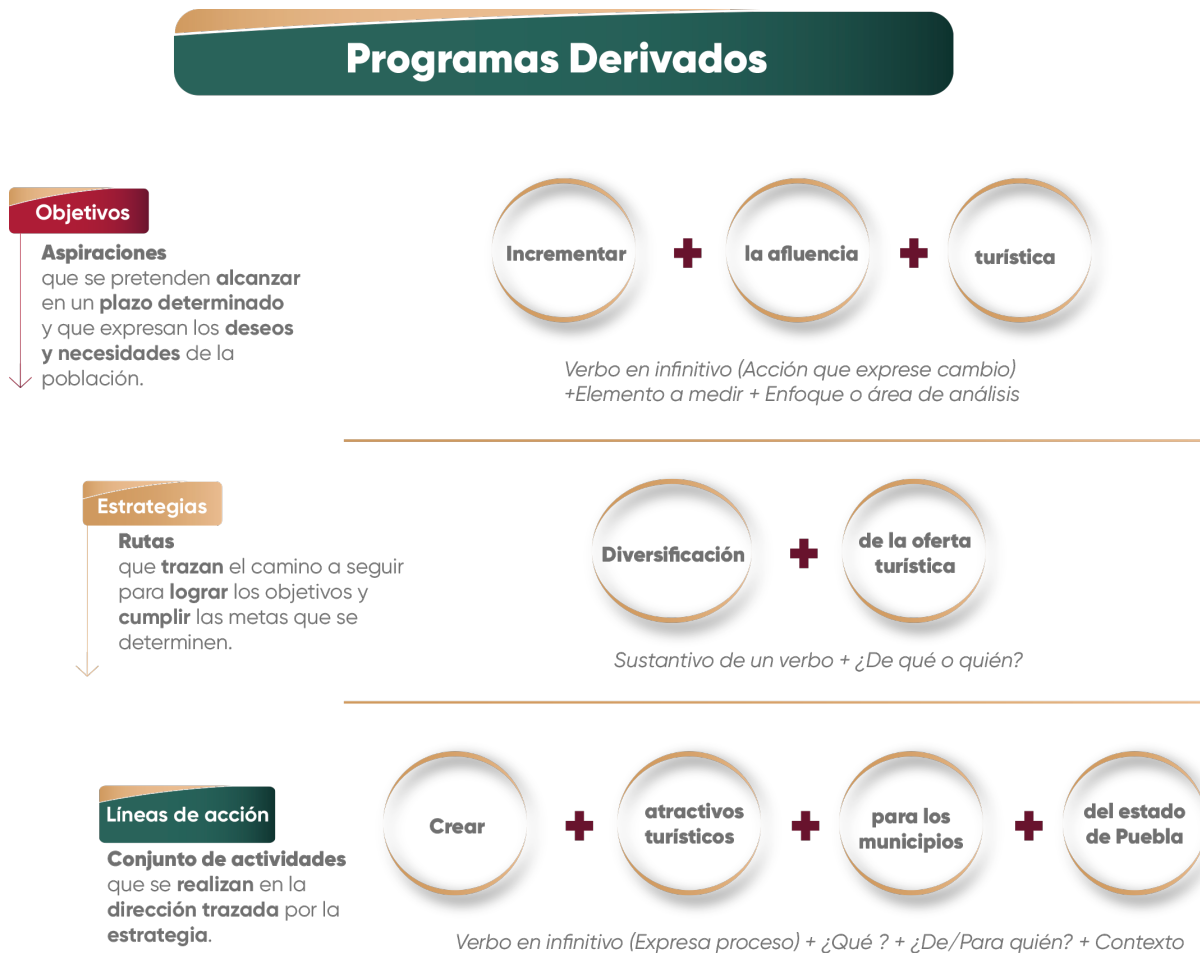 Programas Derivados
Objetivos
Aspiraciones
que se pretenden alcanzar
en un plazo determinado
y que expresan los deseos
y necesidades de la
población.
Incrementar + la afluencia + turística
Verbo en infinitivo (Acción que exprese cambio)
+Elemento a medir + Enfoque o área de análisis
Estrategias
Rutas
que trazan el camino a seguir
para lograr los objetivos y
cumplir las metas que se
determinen.
Diversificación + de la oferta
turística
Sustantivo de un verbo + ¿De qué o quién?
Líneas de acción
Conjunto de actividades
que se realizan en la
dirección trazada por la
estrategia.
Crear + atractivos
turísticos
+ para los
municipios
+ del estado
de Puebla
Verbo en infinitivo (Expresa proceso) + ¿Qué ? + ¿De/Para quién? + Contexto